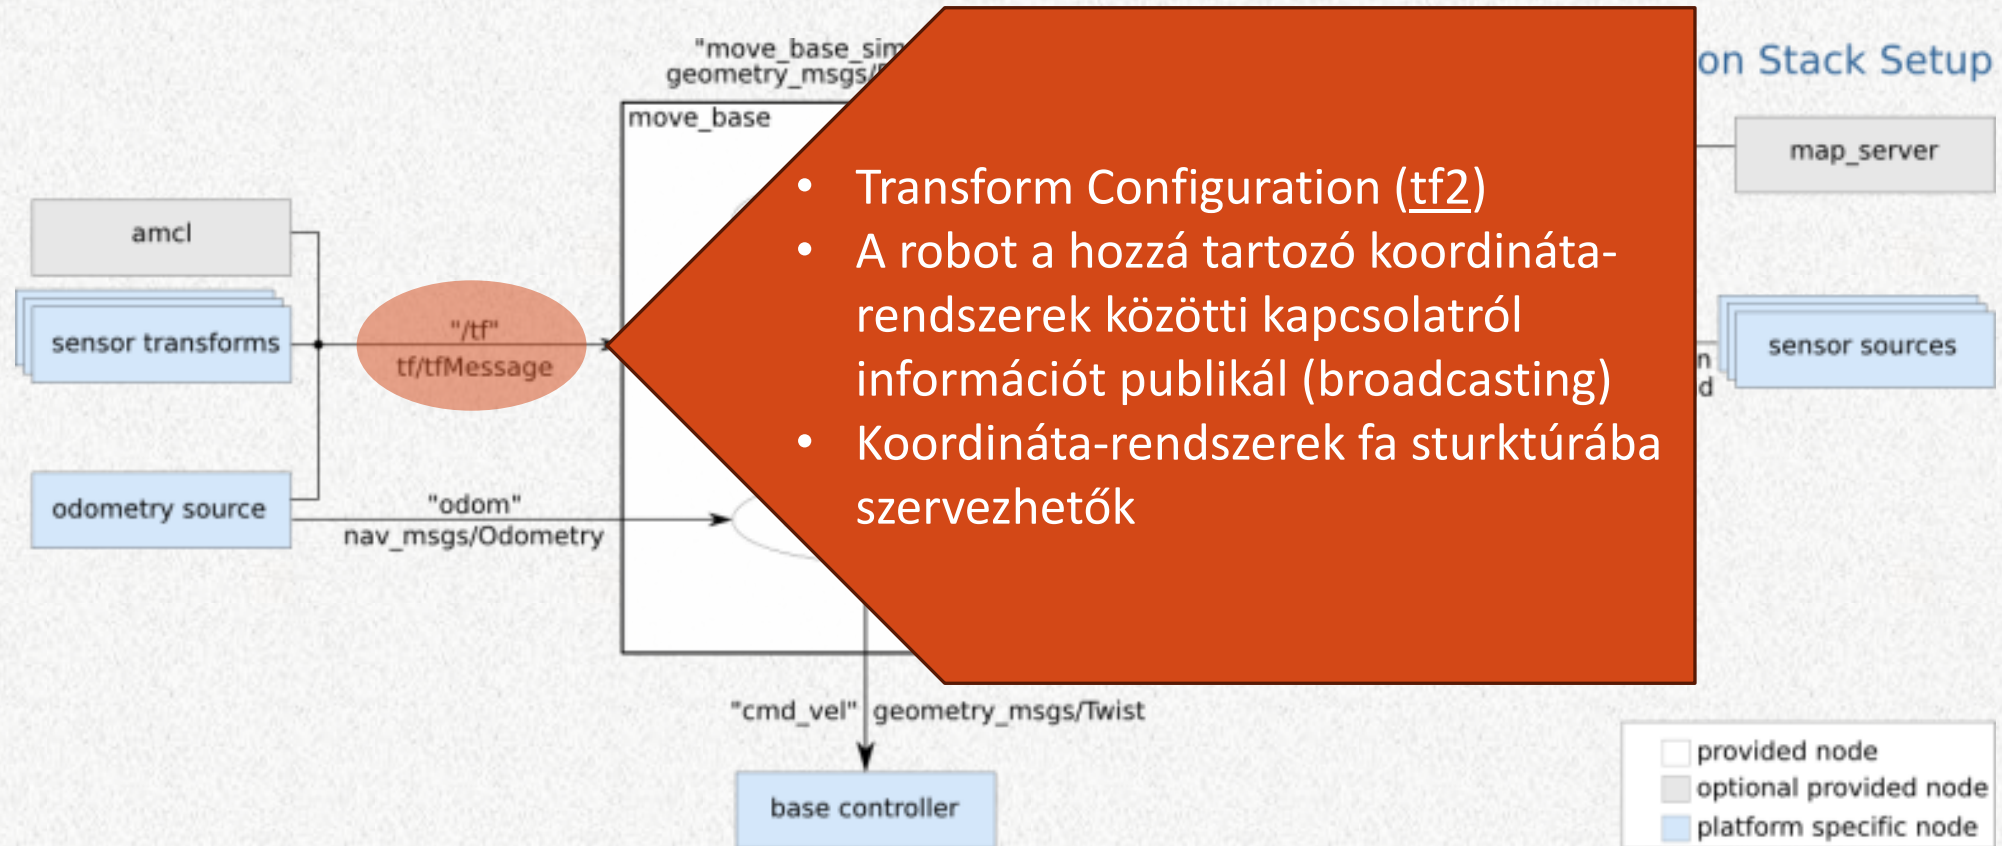 "move_base_sim
geometry_msgs/
on Stack Setup
move_base
map_server
amcl
sensor transforms
"/tf"
tf/tfMessage
odometry source
"odom"
nav_msgs/Odometry
• Transform Configuration (tf2)
• A robot a hozzá tartozó koordináta-
rendszerek közötti kapcsolatról
információt publikál (broadcasting)
• Koordináta-rendszerek fa sturktúrába
szervezhetők
sensor sources
n
d
"cmd_vel" geometry_msgs/Twist
base controller
provided node
optional provided node
platform specific node